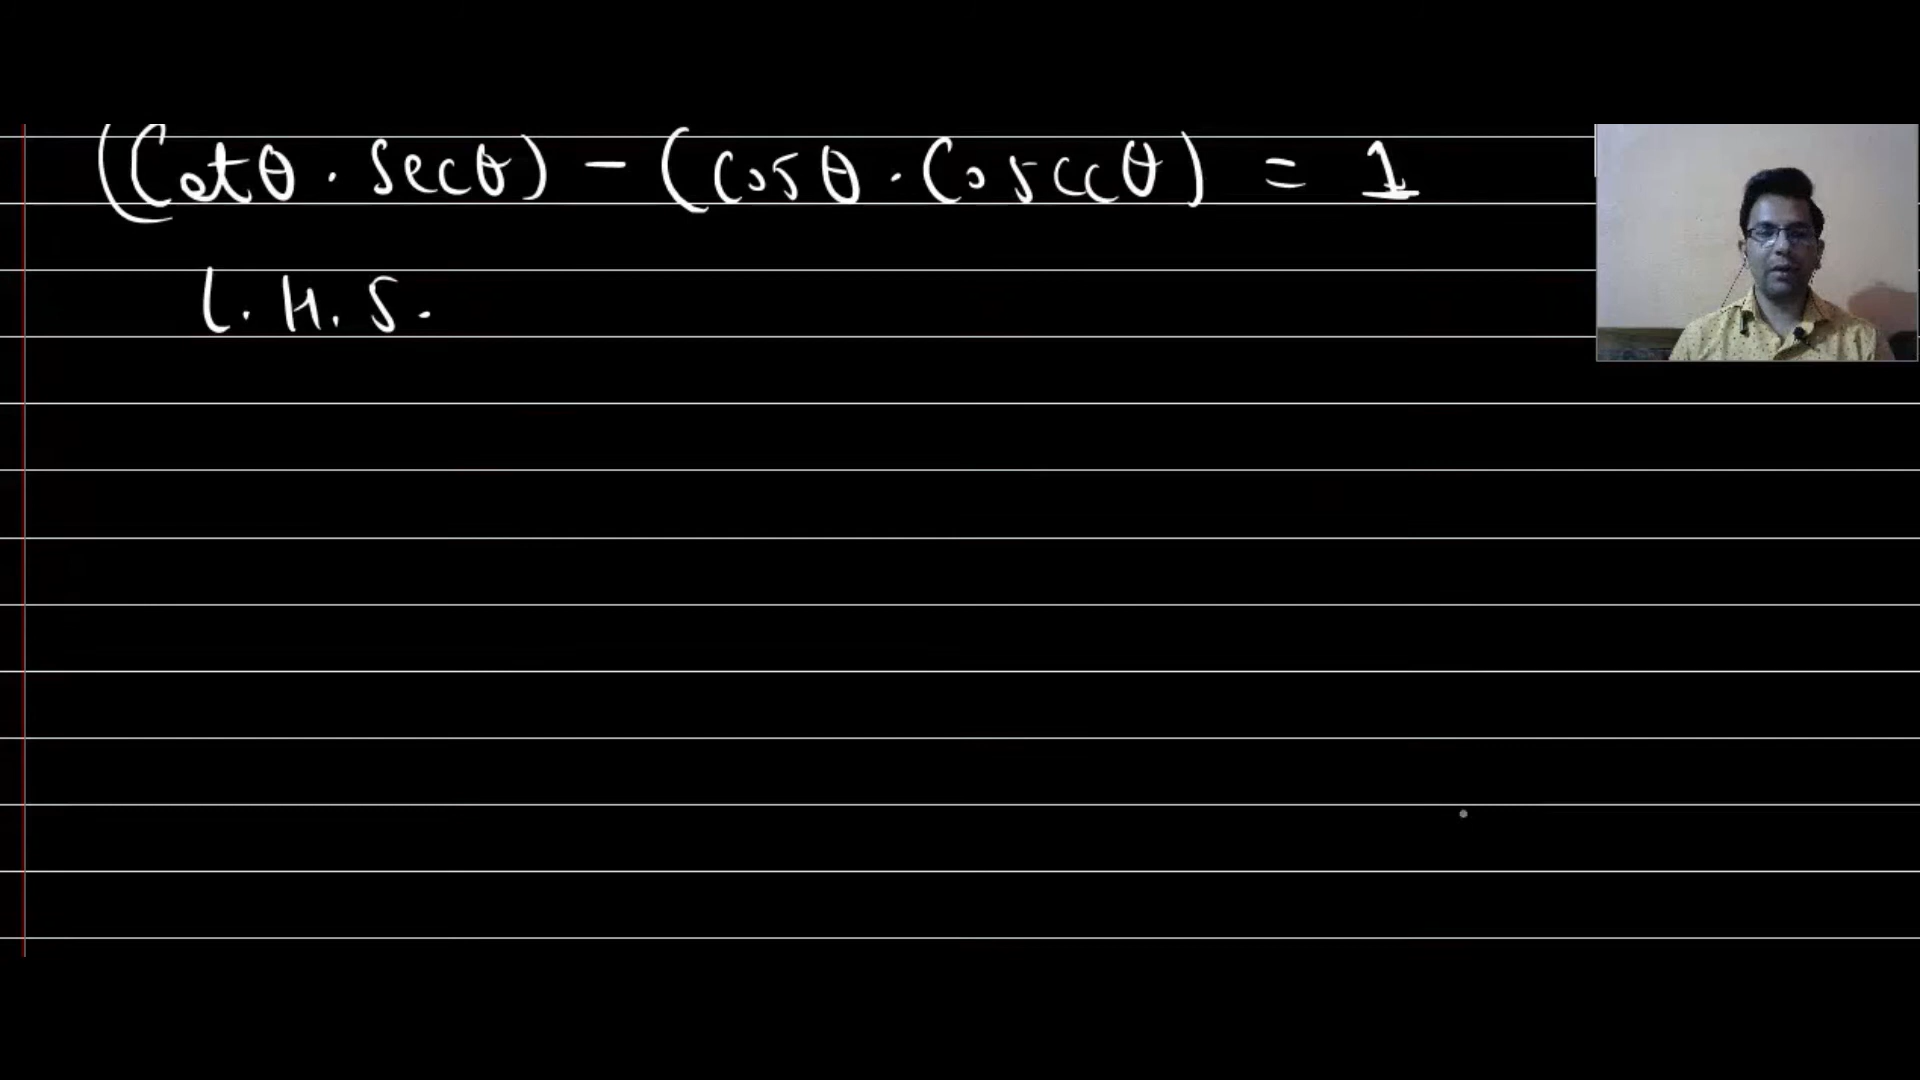 (Cotθ . Secθ) - (Cosθ . Cosecθ) = 1
L.H.S.